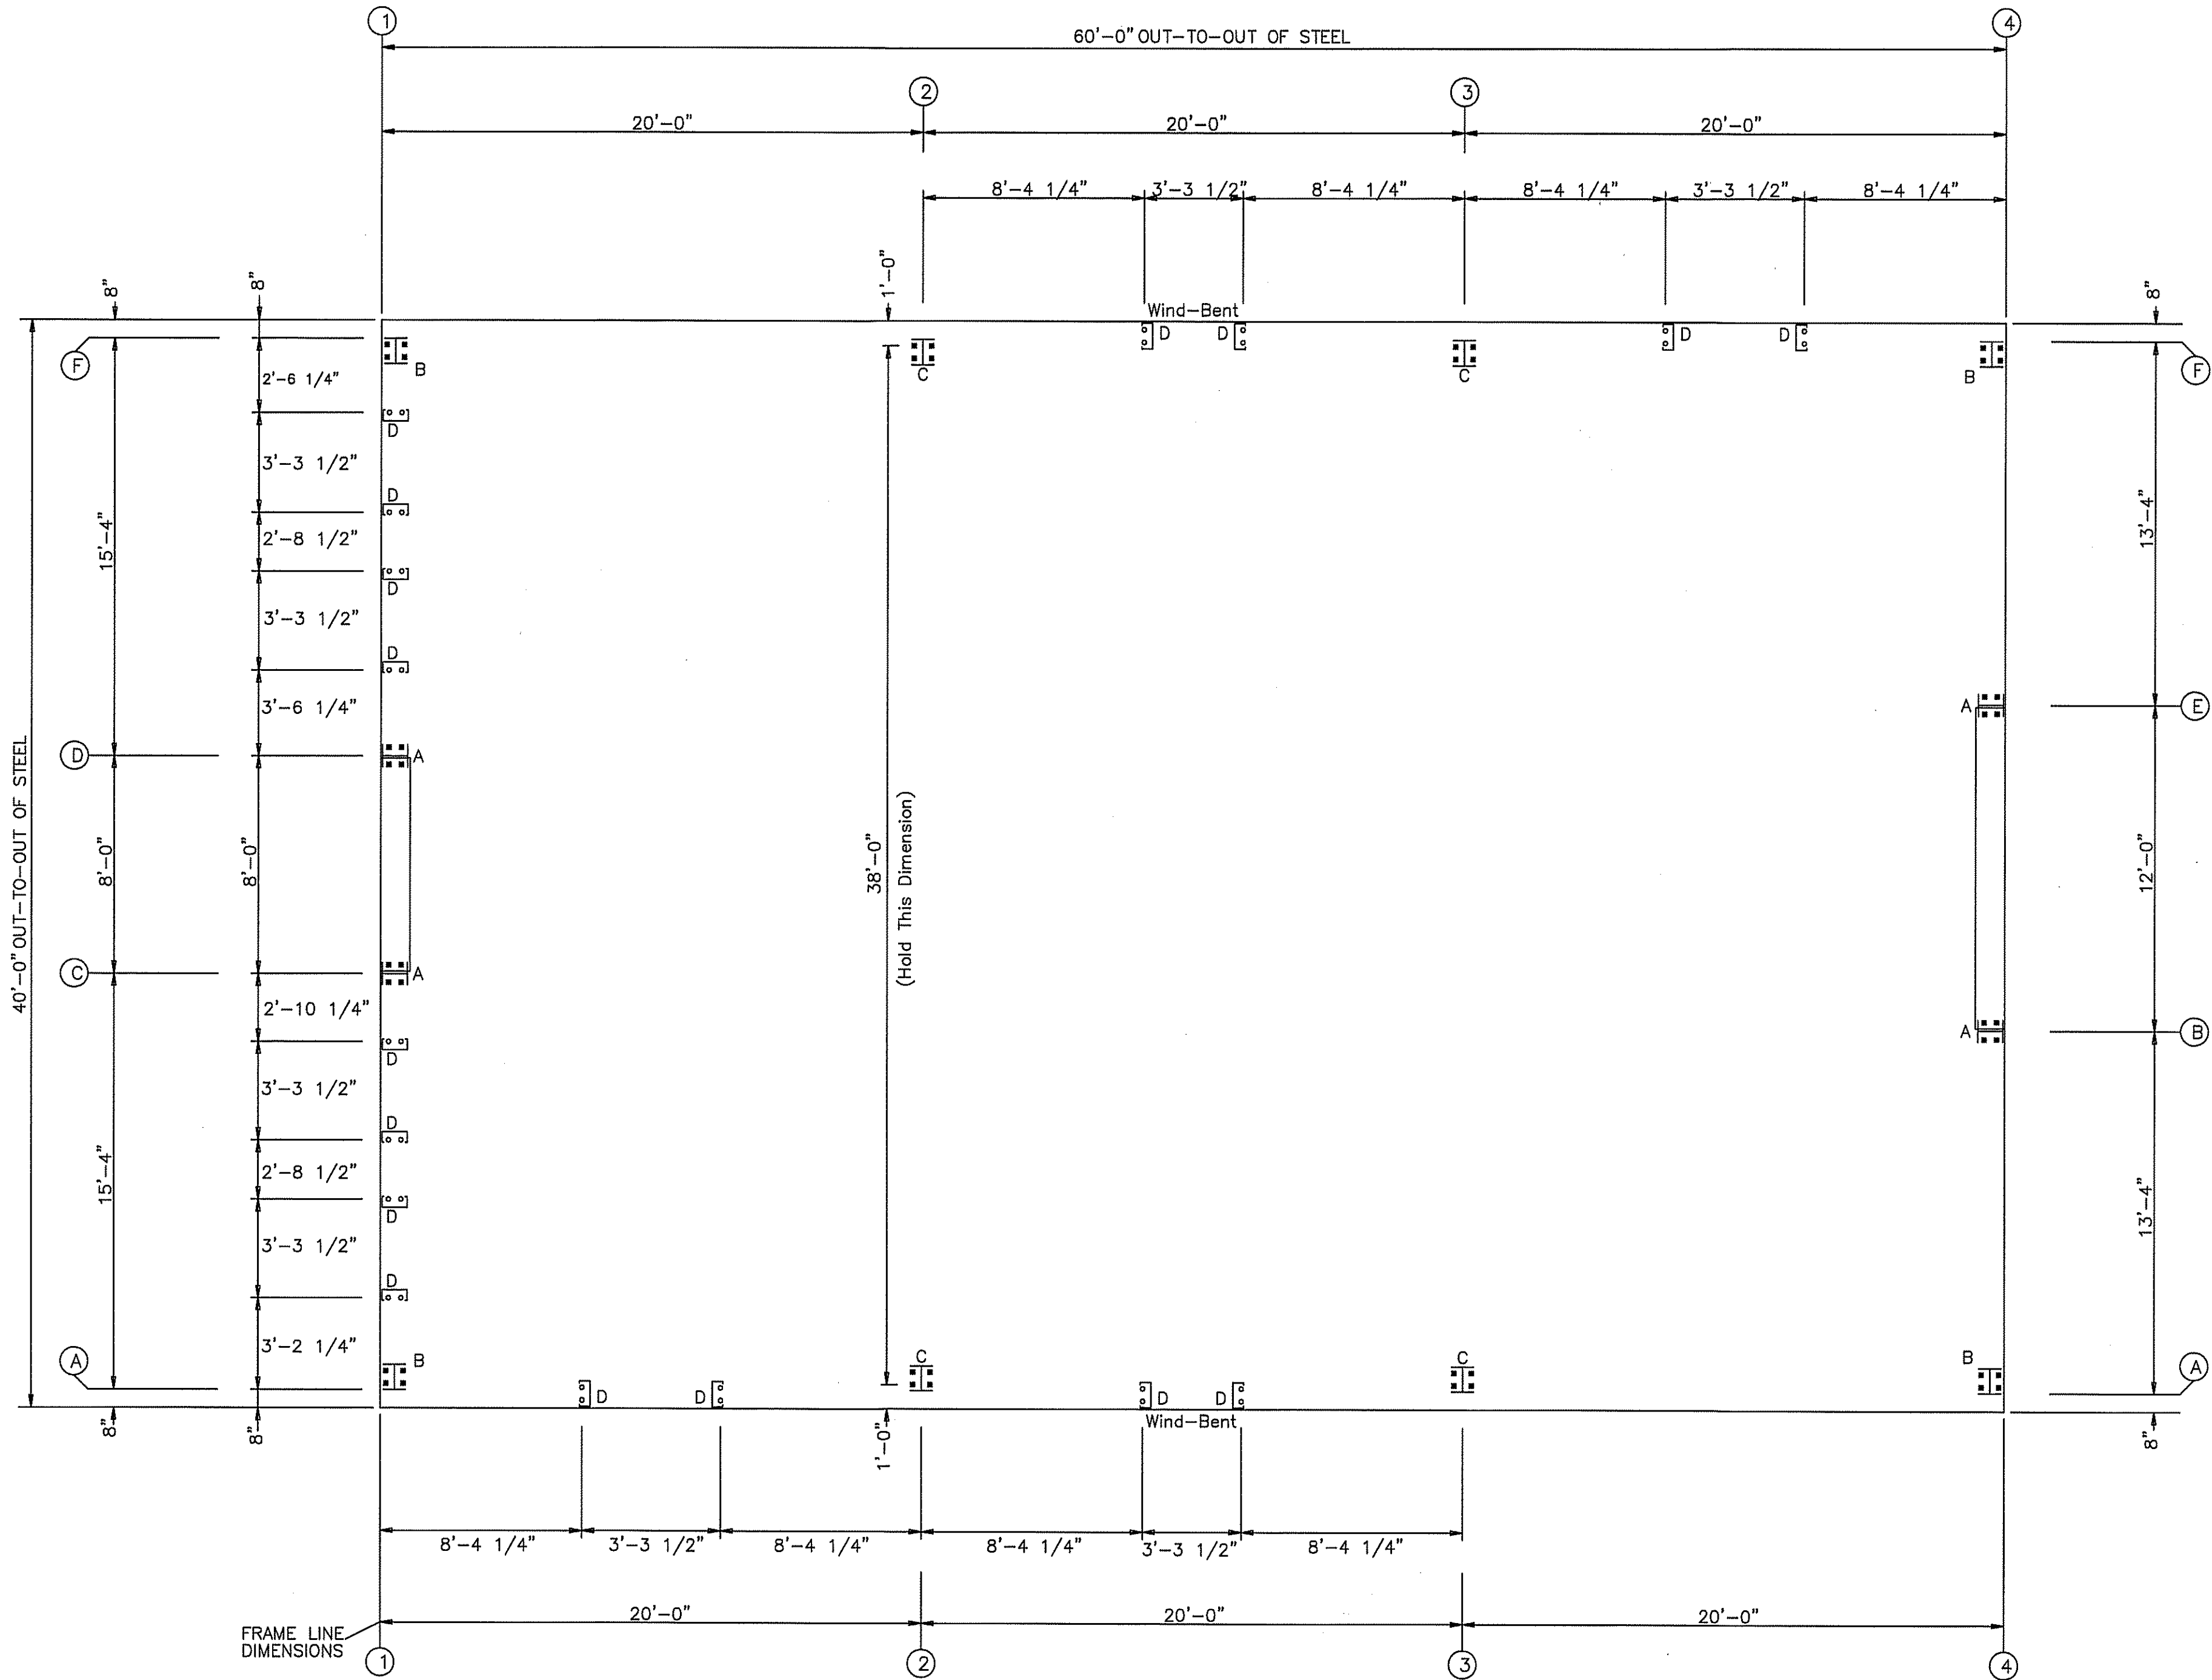 1
4
60'-0" OUT-TO-OUT OF STEEL
2
3
20'-0"
20'-0"
20'-0"
8'-4 1/4"
3'-3 1/2"
8'-4 1/4"
8'-4 1/4"
3'-3 1/2"
8'-4 1/4"
8"
8"
1'-0"
8"
Wind-Bent
D
D
D
D
F
B
C
C
B
F
2'-6 1/4"
D
3'-3 1/2"
D
15'-4"
2'-8 1/2"
13'-4"
D
3'-3 1/2"
D
3'-6 1/4"
A
E
D
A
40'-0" OUT-TO-OUT OF STEEL
8'-0"
8'-0"
38'-0"
(Hold This Dimension)
12'-0"
C
A
2'-10 1/4"
A
B
D
3'-3 1/2"
D
15'-4"
2'-8 1/2"
13'-4"
D
3'-3 1/2"
D
3'-2 1/4"
A
B
C
C
B
A
D
D
D
D
8"
8"
1'-0"
Wind-Bent
8"
8'-4 1/4"
3'-3 1/2"
8'-4 1/4"
8'-4 1/4"
3'-3 1/2"
8'-4 1/4"
20'-0"
20'-0"
20'-0"
FRAME LINE
DIMENSIONS
1
2
3
4